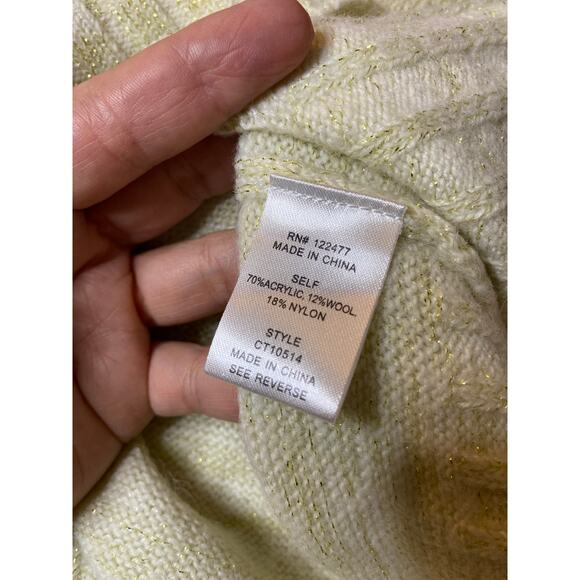 RN# 122477
MADE IN CHINA
SELF
70%ACRYLIC, 12%WOOL,
18% NYLON
STYLE
CT10514
MADE IN CHINA
SEE REVERSE